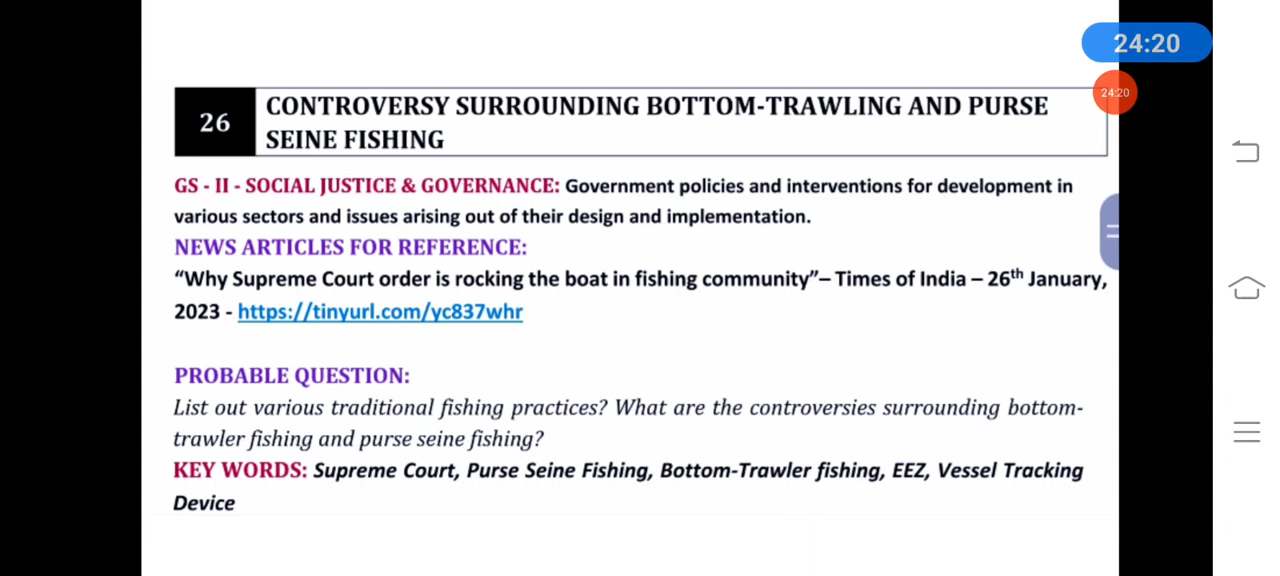 24:20
24:20
26
CONTROVERSY SURROUNDING BOTTOM-TRAWLING AND PURSE
SEINE FISHING
GS - II - SOCIAL JUSTICE & GOVERNANCE: Government policies and interventions for development in
various sectors and issues arising out of their design and implementation.
NEWS ARTICLES FOR REFERENCE:
“Why Supreme Court order is rocking the boat in fishing community”– Times of India – 26th January,
2023 - https://tinyurl.com/yc837whr
PROBABLE QUESTION:
List out various traditional fishing practices? What are the controversies surrounding bottom-
trawler fishing and purse seine fishing?
KEY WORDS: Supreme Court, Purse Seine Fishing, Bottom-Trawler fishing, EEZ, Vessel Tracking
Device